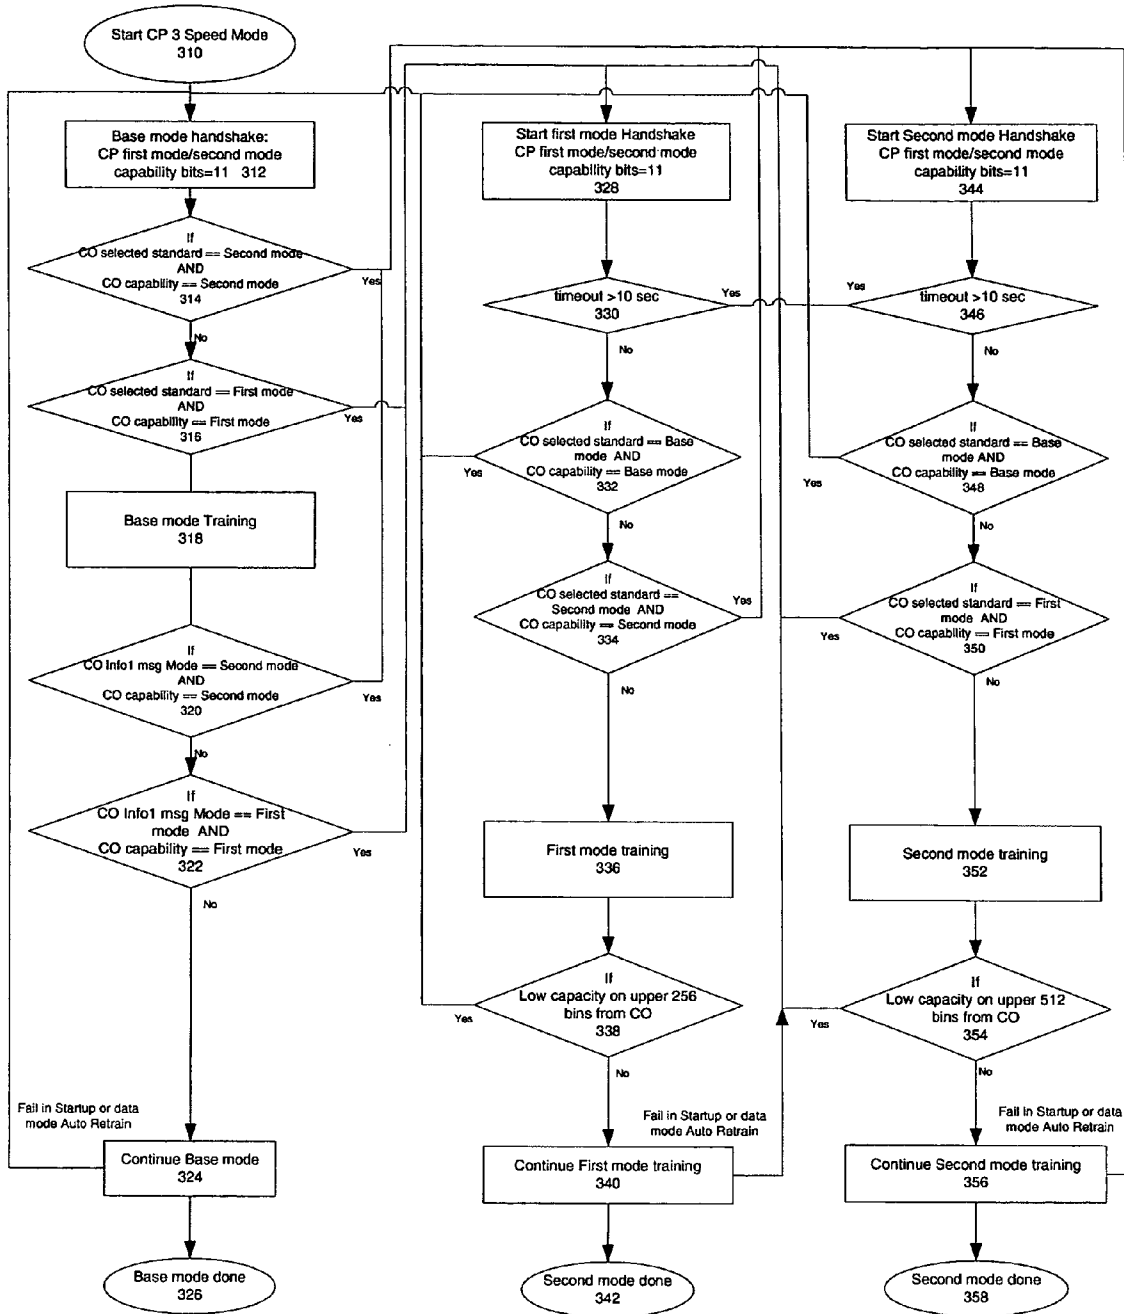 Start CP 3 Speed Mode
310
Base mode handshake:
CP first mode/second mode
capability bits=11 312
If
CO selected standard == Second mode
AND
CO capability == Second mode
314
Yes
No
If
CO selected standard == First mode
AND
CO capability == First mode
316
Yes
Base mode Training
318
If
CO Info1 msg Mode == Second mode
AND
CO capability == Second mode
320
Yes
No
If
CO Info1 msg Mode == First
mode AND
CO capability == First mode
322
Yes
No
Fail in Startup or data
mode Auto Retrain
Continue Base mode
324
Base mode done
326
Start first mode Handshake
CP first mode/second mode
capability bits=11
328
timeout >10 sec
330
Yes
No
If
CO selected standard == Base
mode AND
CO capability == Base mode
332
Yes
No
If
CO selected standard ==
Second mode AND
CO capability == Second mode
334
Yes
No
First mode training
336
If
Low capacity on upper 256
bins from CO
338
Yes
No
Fail in Startup or data
mode Auto Retrain
Continue First mode training
340
Second mode done
342
Start Second mode Handshake
CP first mode/second mode
capability bits=11
344
Yes
timeout >10 sec
346
No
If
CO selected standard == Base
mode AND
CO capability == Base mode
348
Yes
No
If
CO selected standard == First
mode AND
CO capability == First mode
350
Yes
No
Second mode training
352
If
Low capacity on upper 512
bins from CO
354
Yes
No
Fail in Startup or data
mode Auto Retrain
Continue Second mode training
356
Second mode done
358